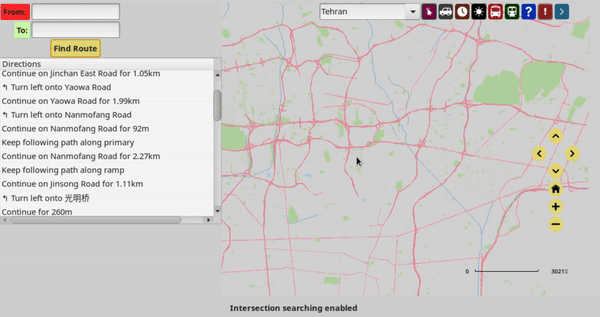 From:
Tehran
To:
Find Route
Directions
Continue on Jinchan East Road for 1.05km
↰ Turn left onto Yaowa Road
Continue on Yaowa Road for 1.99km
↰ Turn left onto Nanmofang Road
Continue on Nanmofang Road for 92m
Keep following path along primary
Continue on Nanmofang Road for 2.27km
Keep following path along ramp
Continue on Jinsong Road for 1.11km
↰ Turn left onto 光明桥
Continue for 260m
0 3021
Intersection searching enabled